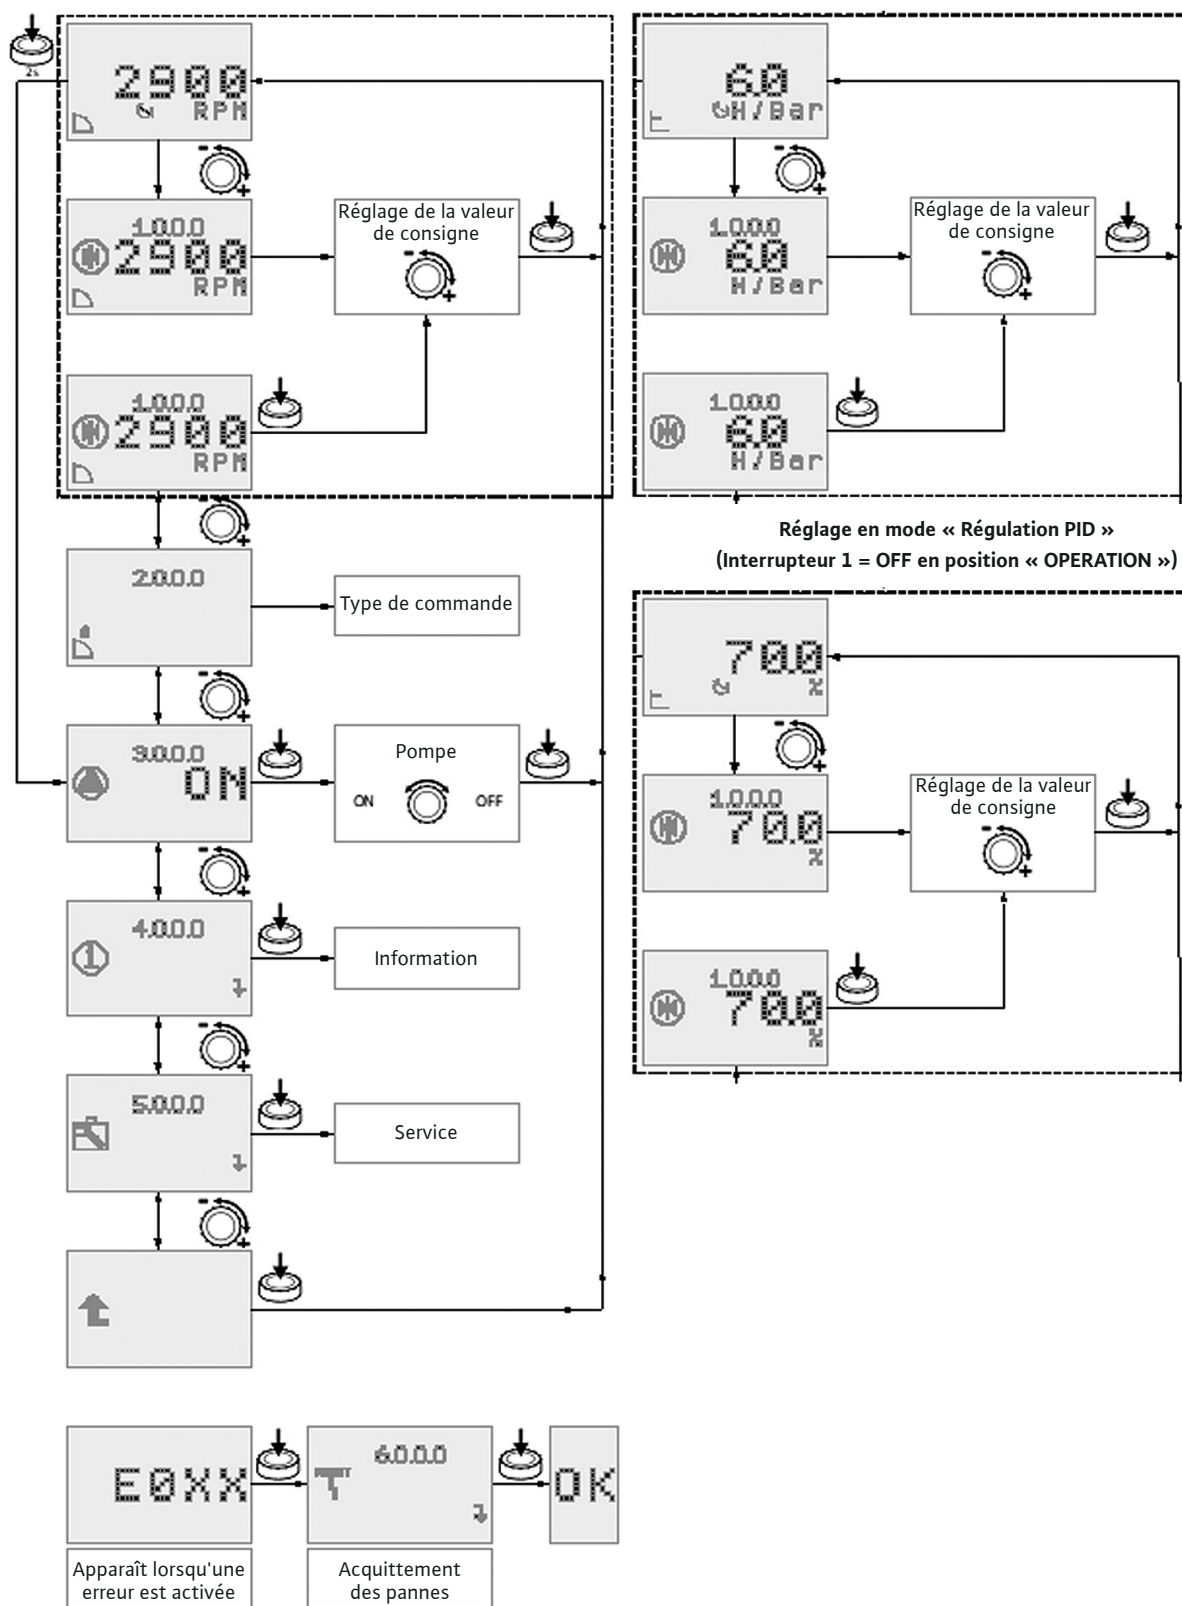 2s
2900
RPM
-
+
1.0.0.0
2900
RPM
Réglage de la valeur
de consigne
-
+
1.0.0.0
2900
RPM
-
+
2.0.0.0
Type de commande
-
+
3.0.0.0
ON
Pompe
ON OFF
-
+
4.0.0.0
1
Information
-
+
5.0.0.0
Service
-
+
E0XX
6.0.0.0
OK
Apparaît lorsqu'une
erreur est activée
Acquittement
des pannes
6.0
H/Bar
-
+
1.0.0.0
6.0
H/Bar
Réglage de la valeur
de consigne
-
+
1.0.0.0
6.0
H/Bar
Réglage en mode « Régulation PID »
(Interrupteur 1 = OFF en position « OPERATION »)
70.0
%
-
+
1.0.0.0
70.0
%
Réglage de la valeur
de consigne
-
+
1.0.0.0
70.0
%